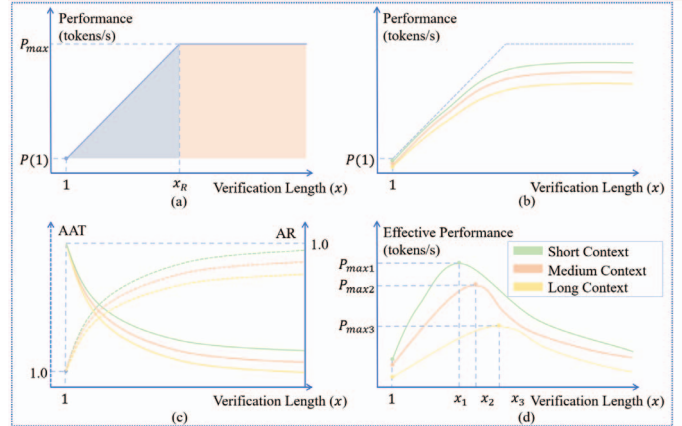 Performance
(tokens/s)
P_max
P(1)
1
x_R
Verification Length (x)
(a)
Performance
(tokens/s)
P(1)
1
Verification Length (x)
(b)
AAT
AR
1.0
1.0
1
Verification Length (x)
(c)
Effective Performance
(tokens/s)
Short Context
Medium Context
Long Context
P_max1
P_max2
P_max3
1
x_1
x_2
x_3
Verification Length (x)
(d)